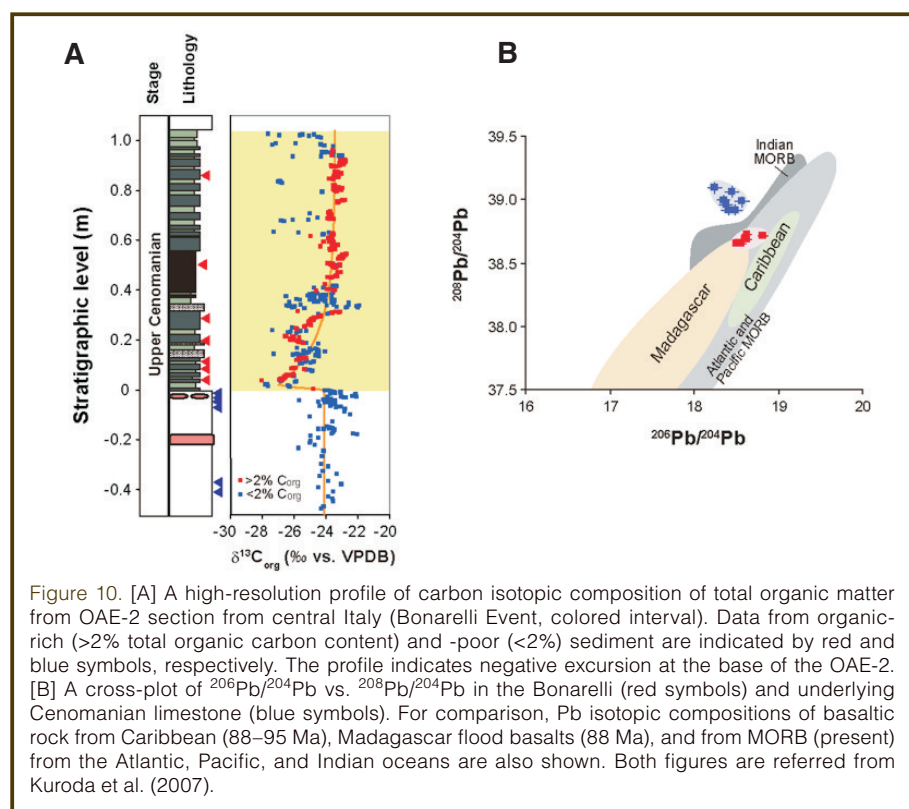 A
B
Stage
Lithology
Stratigraphic level (m)
Upper Cenomanian
1.0
0.8
0.6
0.4
0.2
0
-0.2
-0.4
>2% Corg
<2% Corg
-30 -28 -26 -24 -22 -20
δ¹³Corg (‰ vs. VPDB)
²⁰⁸Pb/²⁰⁴Pb
39.5
39.0
38.5
38.0
37.5
Indian
MORB
Madagascar
Caribbean
Atlantic and
Pacific MORB
16 17 18 19 20
²⁰⁶Pb/²⁰⁴Pb
Figure 10. [A] A high-resolution profile of carbon isotopic composition of total organic matter
from OAE-2 section from central Italy (Bonarelli Event, colored interval). Data from organic-
rich (>2% total organic carbon content) and -poor (<2%) sediment are indicated by red and
blue symbols, respectively. The profile indicates negative excursion at the base of the OAE-2.
[B] A cross-plot of ²⁰⁶Pb/²⁰⁴Pb vs. ²⁰⁸Pb/²⁰⁴Pb in the Bonarelli (red symbols) and underlying
Cenomanian limestone (blue symbols). For comparison, Pb isotopic compositions of basaltic
rock from Caribbean (88–95 Ma), Madagascar flood basalts (88 Ma), and from MORB (present)
from the Atlantic, Pacific, and Indian oceans are also shown. Both figures are referred from
Kuroda et al. (2007).